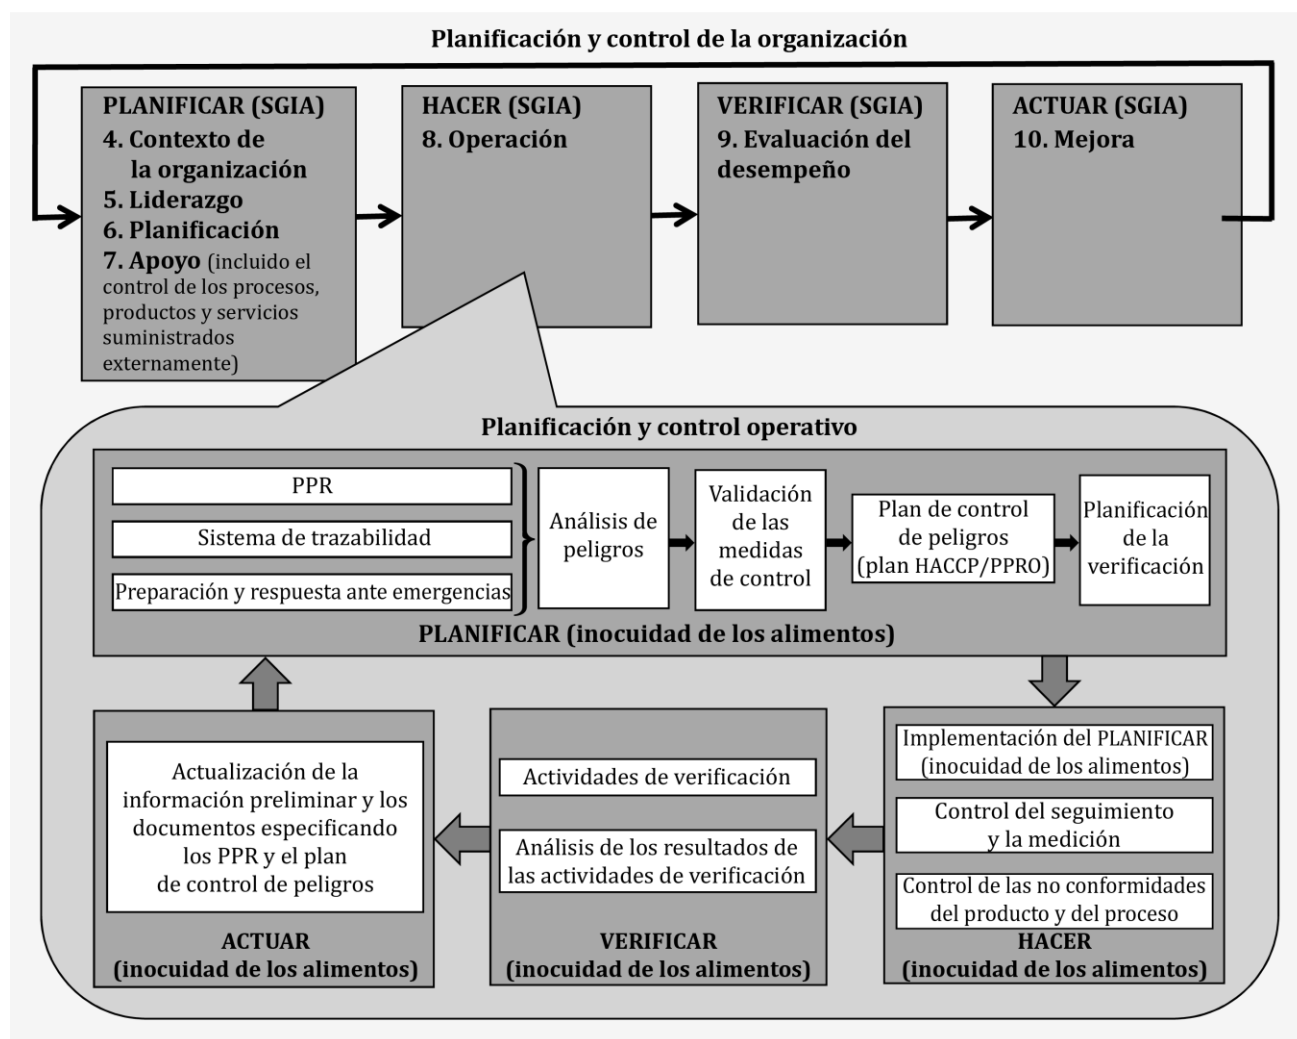 Planificación y control de la organización
PLANIFICAR (SGIA)
4. Contexto de
la organización
5. Liderazgo
6. Planificación
7. Apoyo (incluido el
control de los procesos,
productos y servicios
suministrados
externamente)
HACER (SGIA)
8. Operación
VERIFICAR (SGIA)
9. Evaluación del
desempeño
ACTUAR (SGIA)
10. Mejora
Planificación y control operativo
PPR
Sistema de trazabilidad
Preparación y respuesta ante emergencias
Análisis de
peligros
Validación
de las
medidas
de control
Plan de control
de peligros
(plan HACCP/PPRO)
Planificación
de la
verificación
PLANIFICAR (inocuidad de los alimentos)
Actualización de la
información preliminar y los
documentos especificando
los PPR y el plan
de control de peligros
ACTUAR
(inocuidad de los alimentos)
Actividades de verificación
Análisis de los resultados de
las actividades de verificación
VERIFICAR
(inocuidad de los alimentos)
Implementación del PLANIFICAR
(inocuidad de los alimentos)
Control del seguimiento
y la medición
Control de las no conformidades
del producto y del proceso
HACER
(inocuidad de los alimentos)